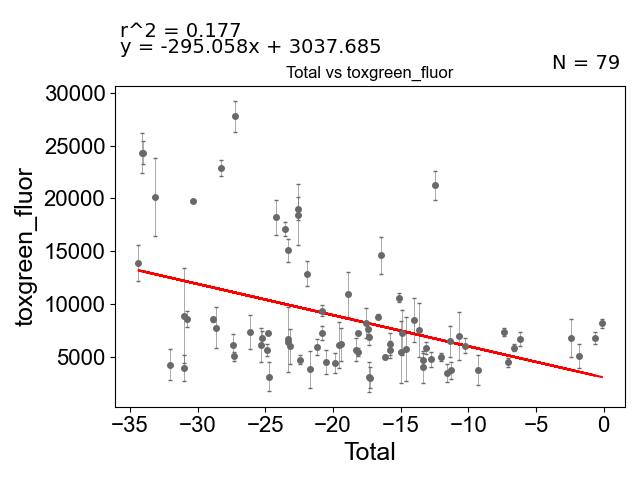 r^2 = 0.177
y = -295.058x + 3037.685
N = 79
Total vs toxgreen_fluor
30000
25000
20000
15000
10000
5000
toxgreen_fluor
−35 −30 −25 −20 −15 −10 −5 0
Total